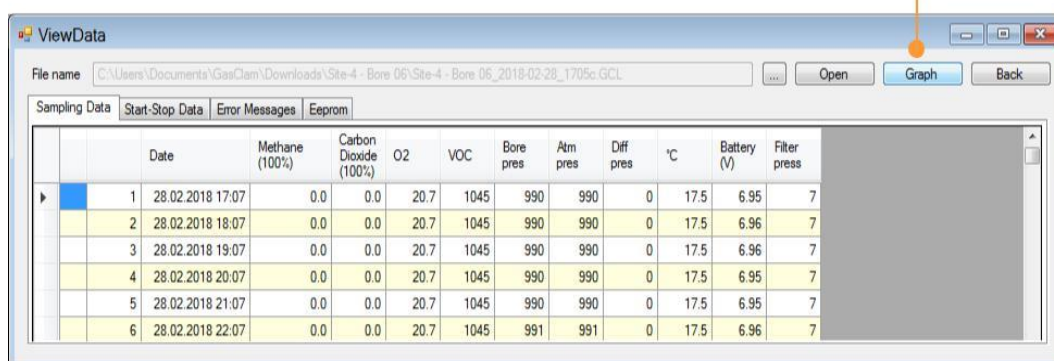 ViewData
File name C:\Users\Documents\GasClam\Downloads\Site-4 - Bore 06\Site-4 - Bore 06_2018-02-28_1705c.GCL ... Open Graph Back
Sampling Data Start-Stop Data Error Messages Eeprom
Date Methane (100%) Carbon Dioxide (100%) O2 VOC Bore pres Atm pres Diff pres °C Battery (V) Filter press
1 28.02.2018 17:07 0.0 0.0 20.7 1045 990 990 0 17.5 6.95 7
2 28.02.2018 18:07 0.0 0.0 20.7 1045 990 990 0 17.5 6.96 7
3 28.02.2018 19:07 0.0 0.0 20.7 1045 990 990 0 17.5 6.96 7
4 28.02.2018 20:07 0.0 0.0 20.7 1045 990 990 0 17.5 6.95 7
5 28.02.2018 21:07 0.0 0.0 20.7 1045 990 990 0 17.5 6.95 7
6 28.02.2018 22:07 0.0 0.0 20.7 1045 991 991 0 17.5 6.96 7